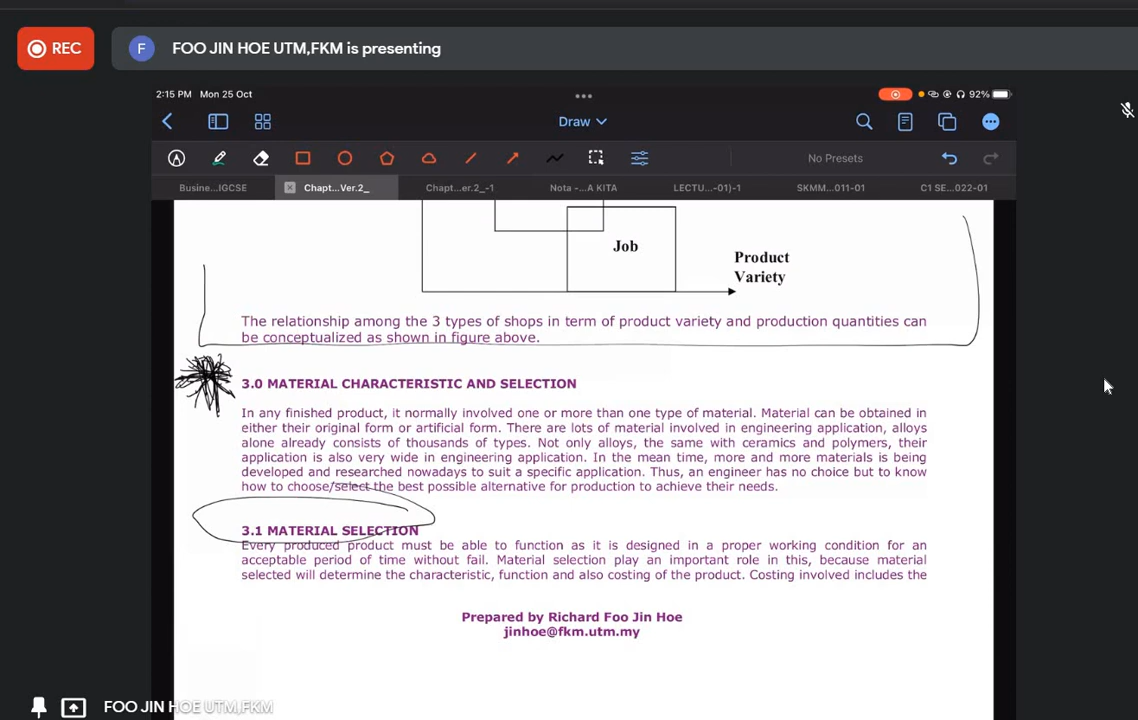 REC
F FOO JIN HOE UTM,FKM is presenting
2:15 PM Mon 25 Oct
92%
Draw
No Presets
Busine...IGCSE
Chapt...Ver.2_
Chapt...er.2_-1
Nota -...A KITA
LECTU...-01)-1
SKMM...011-01
C1 SE...022-01
Job
Product
Variety
The relationship among the 3 types of shops in term of product variety and production quantities can
be conceptualized as shown in figure above.
3.0 MATERIAL CHARACTERISTIC AND SELECTION
In any finished product, it normally involved one or more than one type of material. Material can be obtained in
either their original form or artificial form. There are lots of material involved in engineering application, alloys
alone already consists of thousands of types. Not only alloys, the same with ceramics and polymers, their
application is also very wide in engineering application. In the mean time, more and more materials is being
developed and researched nowadays to suit a specific application. Thus, an engineer has no choice but to know
how to choose/select the best possible alternative for production to achieve their needs.
3.1 MATERIAL SELECTION
Every produced product must be able to function as it is designed in a proper working condition for an
acceptable period of time without fail. Material selection play an important role in this, because material
selected will determine the characteristic, function and also costing of the product. Costing involved includes the
Prepared by Richard Foo Jin Hoe
jinhoe@fkm.utm.my
FOO JIN HOE UTM,FKM